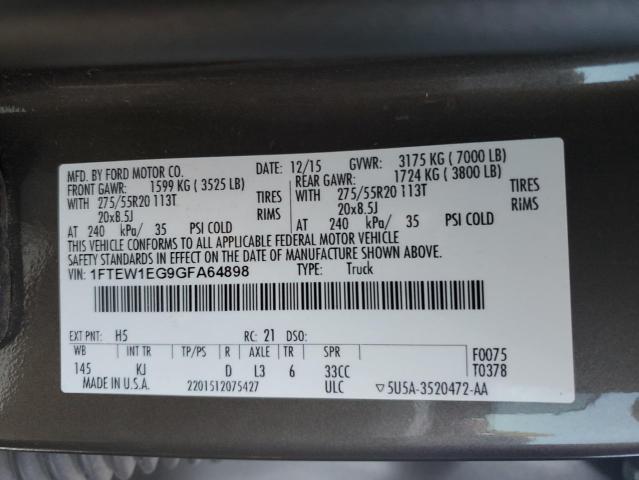 MFD. BY FORD MOTOR CO. DATE: 12/15 GVWR: 3175 KG ( 7000 LB)
FRONT GAWR: 1599 KG ( 3525 LB) REAR GAWR: 1724 KG ( 3800 LB)
WITH 275/55R20 113T TIRES WITH 275/55R20 113T TIRES
20x8.5J RIMS 20x8.5J RIMS
AT 240 kPa/ 35 PSI COLD AT 240 kPa/ 35 PSI COLD
THIS VEHICLE CONFORMS TO ALL APPLICABLE FEDERAL MOTOR VEHICLE
SAFETY STANDARDS IN EFFECT ON THE DATE OF MANUFACTURE SHOWN ABOVE.
VIN: 1FTEW1EG9GFA64898 TYPE: Truck
EXT PNT: H5 RC: 21 DSO:
WB INT TR TP/PS R AXLE TR SPR F0075
145 KJ D L3 6 33CC T0378
MADE IN U.S.A. 2201512075427 ULC ▽5U5A-3520472-AA